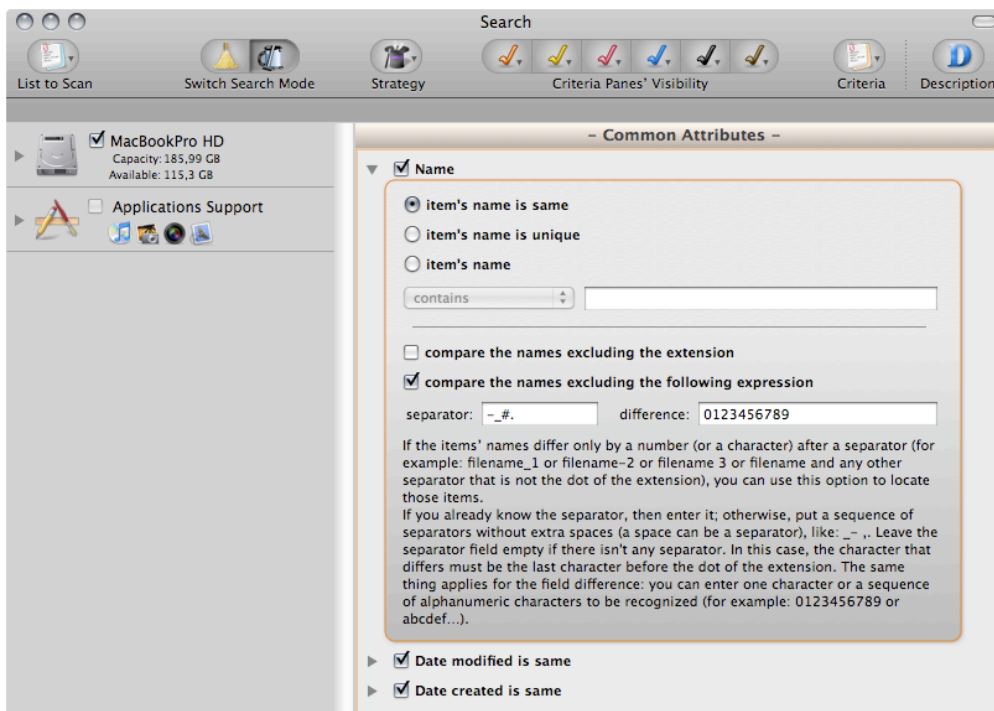 Search
List to Scan
Switch Search Mode
Strategy
Criteria Panes' Visibility
Criteria
Description
MacBookPro HD
Capacity: 185,99 GB
Available: 115,3 GB
Applications Support
– Common Attributes –
Name
item's name is same
item's name is unique
item's name
contains
compare the names excluding the extension
compare the names excluding the following expression
separator: -_#. difference: 0123456789
If the items' names differ only by a number (or a character) after a separator (for
example: filename_1 or filename-2 or filename 3 or filename and any other
separator that is not the dot of the extension), you can use this option to locate
those items.
If you already know the separator, then enter it; otherwise, put a sequence of
separators without extra spaces (a space can be a separator), like: _- ,. Leave the
separator field empty if there isn't any separator. In this case, the character that
differs must be the last character before the dot of the extension. The same
thing applies for the field difference: you can enter one character or a sequence
of alphanumeric characters to be recognized (for example: 0123456789 or
abcdef...).
Date modified is same
Date created is same